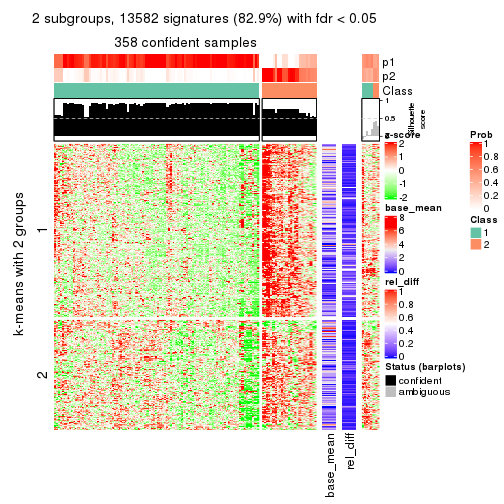 2 subgroups, 13582 signatures (82.9%) with fdr < 0.05
358 confident samples
p1
p2
Class
1
0.5
0
Silhouette
score
k-means with 2 groups
1
2
base_mean
rel_diff
z-score
2
1
0
-1
-2
base_mean
8
6
4
2
0
rel_diff
1
0.8
0.6
0.4
0.2
0
Status (barplots)
confident
ambiguous
Prob
1
0.8
0.6
0.4
0.2
0
Class
1
2